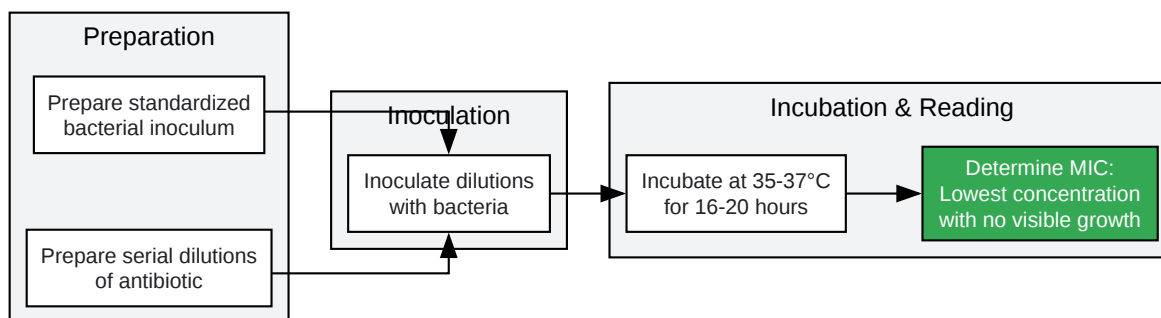 Preparation
Prepare standardized
bacterial inoculum
Prepare serial dilutions
of antibiotic
Inoculation
Inoculate dilutions
with bacteria
Incubation & Reading
Incubate at 35-37°C
for 16-20 hours
Determine MIC:
Lowest concentration
with no visible growth